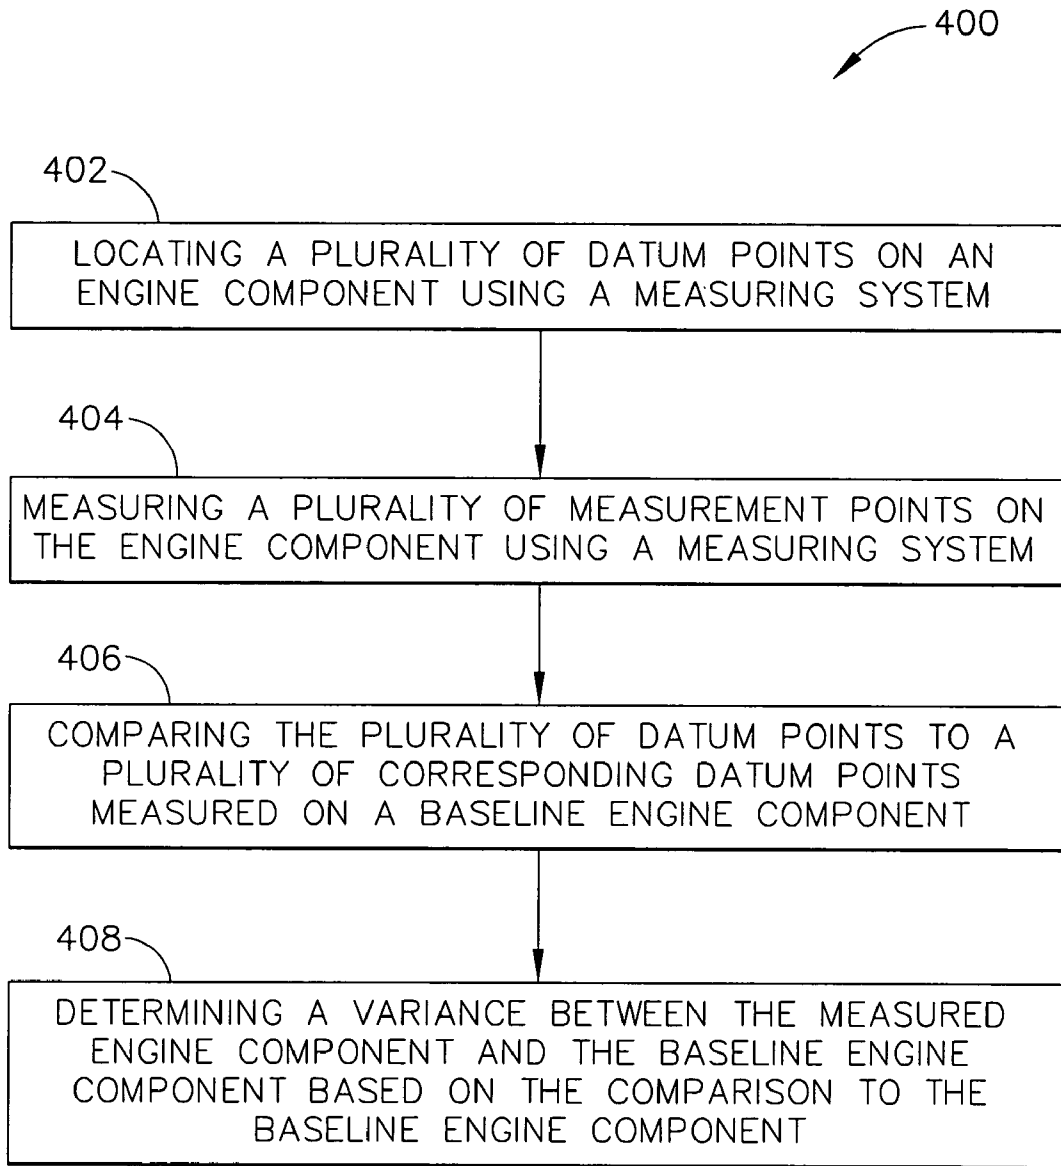 400
402
LOCATING A PLURALITY OF DATUM POINTS ON AN
ENGINE COMPONENT USING A MEASURING SYSTEM
404
MEASURING A PLURALITY OF MEASUREMENT POINTS ON
THE ENGINE COMPONENT USING A MEASURING SYSTEM
406
COMPARING THE PLURALITY OF DATUM POINTS TO A
PLURALITY OF CORRESPONDING DATUM POINTS
MEASURED ON A BASELINE ENGINE COMPONENT
408
DETERMINING A VARIANCE BETWEEN THE MEASURED
ENGINE COMPONENT AND THE BASELINE ENGINE
COMPONENT BASED ON THE COMPARISON TO THE
BASELINE ENGINE COMPONENT